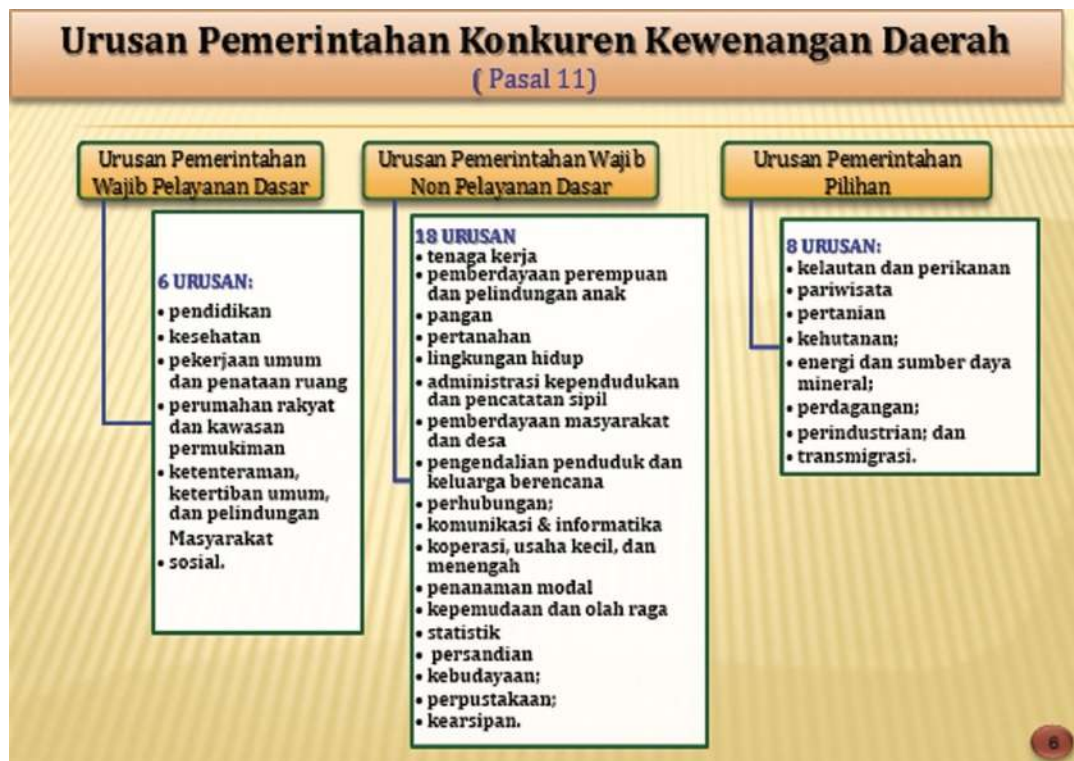 Urusan Pemerintahan Konkuren Kewenangan Daerah
( Pasal 11)
Urusan Pemerintahan
Wajib Pelayanan Dasar
6 URUSAN:
• pendidikan
• kesehatan
• pekerjaan umum
dan penataan ruang
• perumahan rakyat
dan kawasan
permukiman
• ketenteraman,
ketertiban umum,
dan pelindungan
Masyarakat
• sosial.
Urusan Pemerintahan Wajib
Non Pelayanan Dasar
18 URUSAN
• tenaga kerja
• pemberdayaan perempuan
dan pelindungan anak
• pangan
• pertanahan
• lingkungan hidup
• administrasi kependudukan
dan pencatatan sipil
• pemberdayaan masyarakat
dan desa
• pengendalian penduduk dan
keluarga berencana
• perhubungan;
• komunikasi & informatika
• koperasi, usaha kecil, dan
menengah
• penanaman modal
• kepemudaan dan olah raga
• statistik
• persandian
• kebudayaan;
• perpustakaan;
• kearsipan.
Urusan Pemerintahan
Pilihan
8 URUSAN:
• kelautan dan perikanan
• pariwisata
• pertanian
• kehutanan;
• energi dan sumber daya
mineral;
• perdagangan;
• perindustrian; dan
• transmigrasi.
6